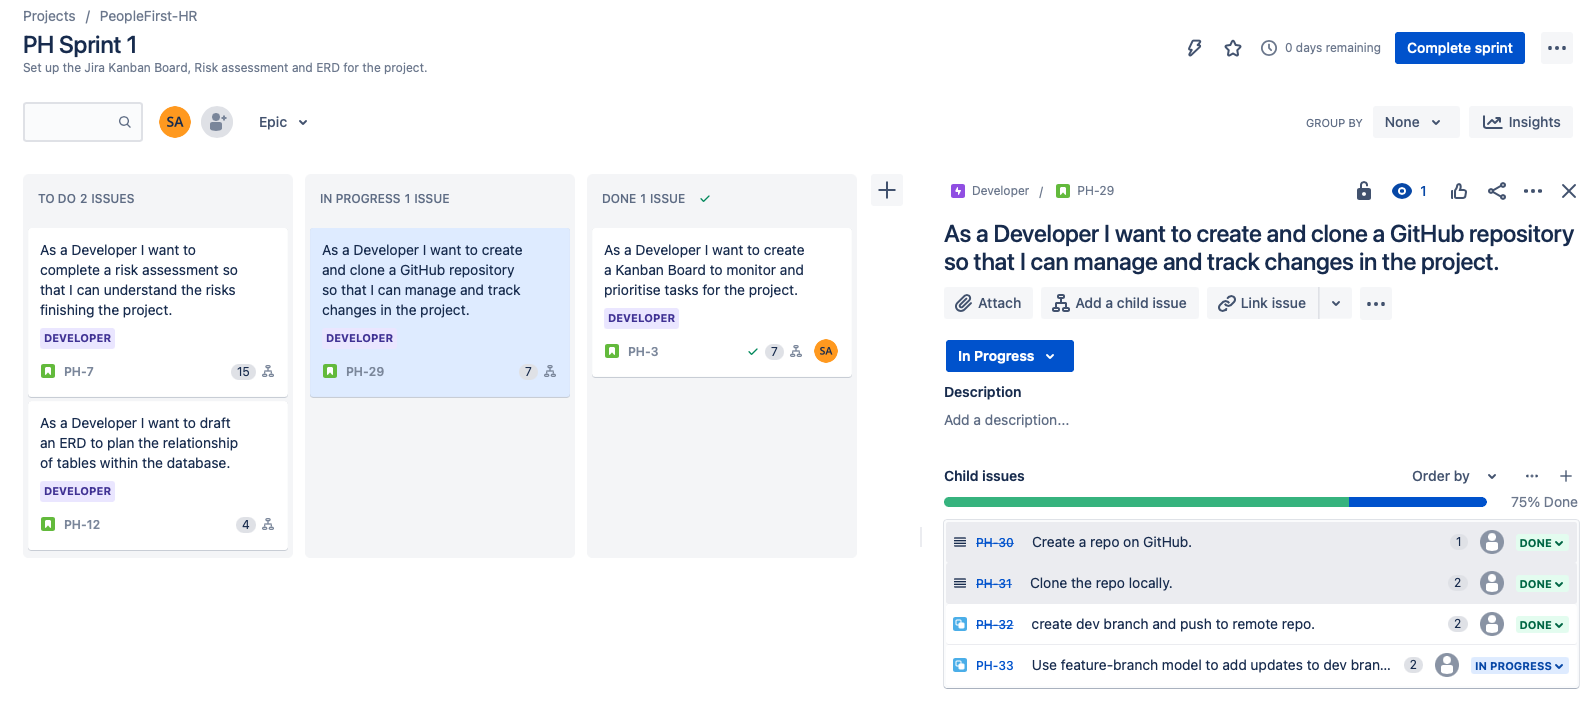 Projects / PeopleFirst-HR
PH Sprint 1
Set up the Jira Kanban Board, Risk assessment and ERD for the project.
0 days remaining
Complete sprint
SA
Epic
GROUP BY
None
Insights
TO DO 2 ISSUES
As a Developer I want to
complete a risk assessment so
that I can understand the risks
finishing the project.
DEVELOPER
PH-7
15
As a Developer I want to draft
an ERD to plan the relationship
of tables within the database.
DEVELOPER
PH-12
4
IN PROGRESS 1 ISSUE
As a Developer I want to create
and clone a GitHub repository
so that I can manage and track
changes in the project.
DEVELOPER
PH-29
7
DONE 1 ISSUE
As a Developer I want to create
a Kanban Board to monitor and
prioritise tasks for the project.
DEVELOPER
PH-3
7
SA
Developer / PH-29
1
As a Developer I want to create and clone a GitHub repository
so that I can manage and track changes in the project.
Attach
Add a child issue
Link issue
In Progress
Description
Add a description...
Child issues
Order by
75% Done
PH-30 Create a repo on GitHub. 1 DONE
PH-31 Clone the repo locally. 2 DONE
PH-32 create dev branch and push to remote repo. 2 DONE
PH-33 Use feature-branch model to add updates to dev bran... 2 IN PROGRESS